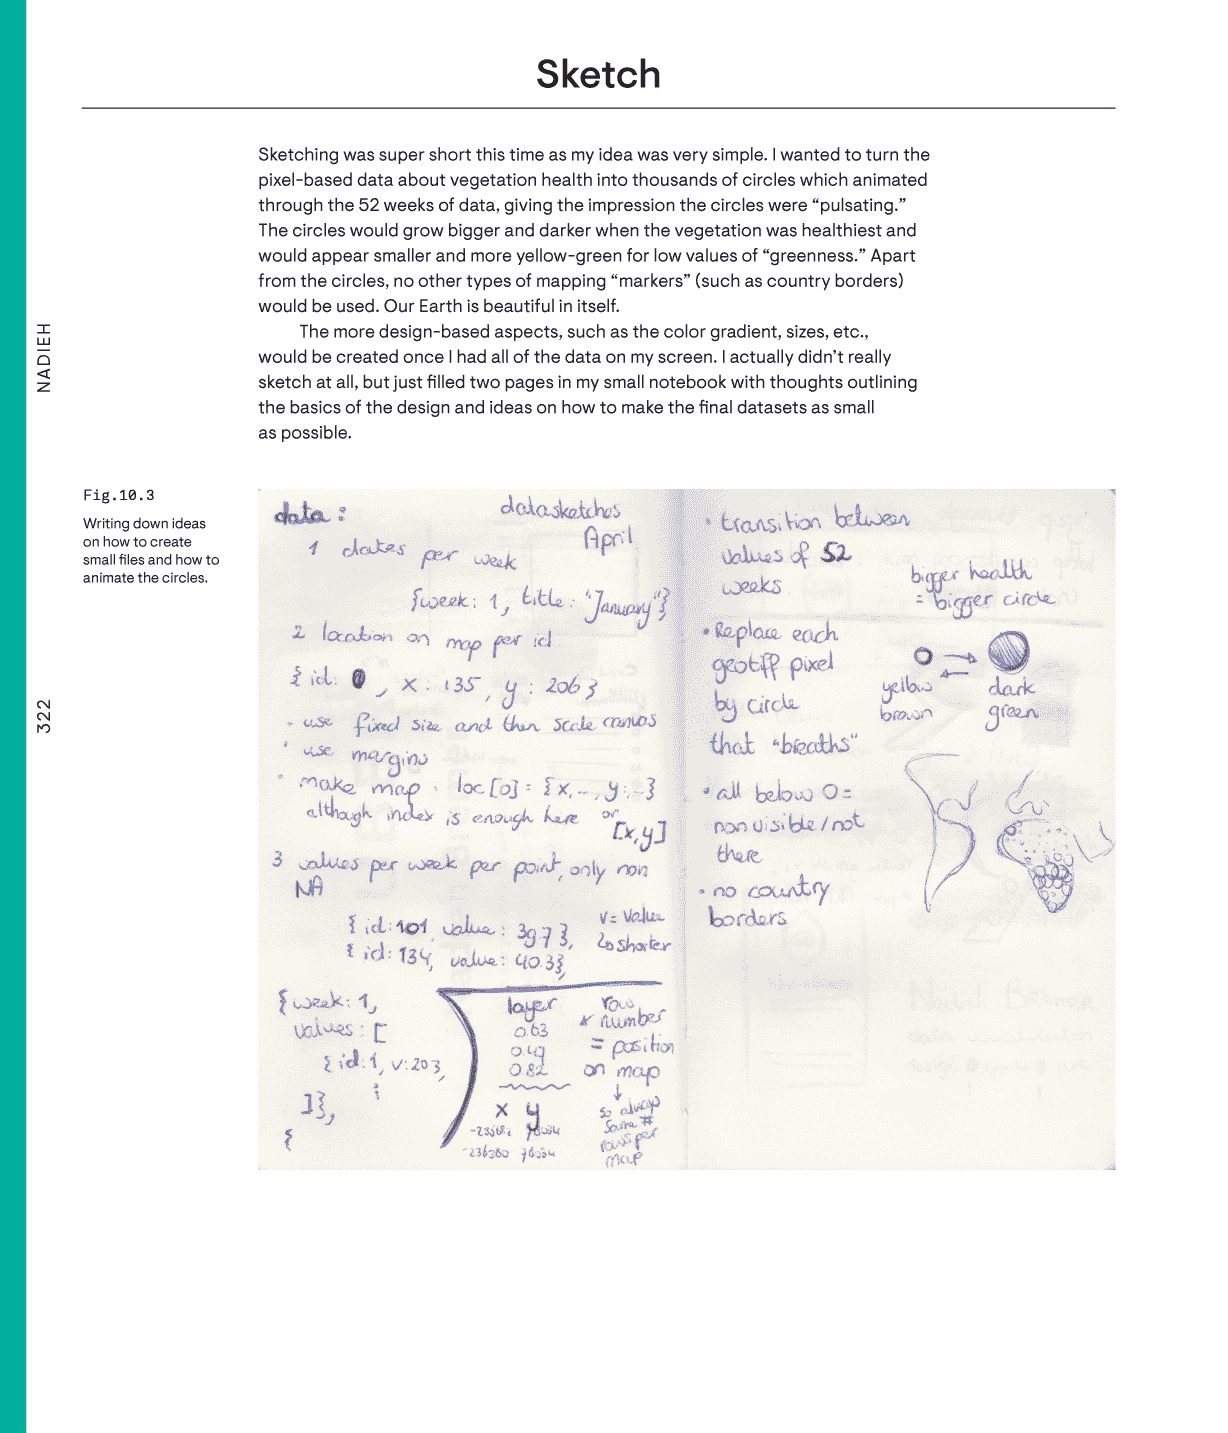 Sketch
Sketching was super short this time as my idea was very simple. I wanted to turn the
pixel-based data about vegetation health into thousands of circles which animated
through the 52 weeks of data, giving the impression the circles were “pulsating.”
The circles would grow bigger and darker when the vegetation was healthiest and
would appear smaller and more yellow-green for low values of “greenness.” Apart
from the circles, no other types of mapping “markers” (such as country borders)
would be used. Our Earth is beautiful in itself.
The more design-based aspects, such as the color gradient, sizes, etc.,
would be created once I had all of the data on my screen. I actually didn’t really
sketch at all, but just filled two pages in my small notebook with thoughts outlining
the basics of the design and ideas on how to make the final datasets as small
as possible.
NADIEH
322
Fig.10.3
Writing down ideas
on how to create
small files and how to
animate the circles.
data:
datasketches
April
1 dates per week
{week: 1, title: "January"}
2 location on map per id
{id: 0, x: 135, y: 206}
- use fixed size and then scale canvas
use margins
make map. loc[0] = {x,-, y:-}
although index is enough here or
[x,y]
3 values per week per point, only non
NA
{id:101 value: 397},
{id: 134, value: 40.3},
v= value
shorter
{week: 1,
values: [
{id:1, v:203,
]},
{
layer
0.63
0.49
0.82
x y
row
number
= position
on map
↓
so always
same #
rows per
map
• transition between
values of 52
weeks
bigger health
= bigger circle
• Replace each
geotiff pixel
by circle
that "breaths"
yellow
brown
dark
green
• all below 0 =
non visible/not
there
• no country
borders